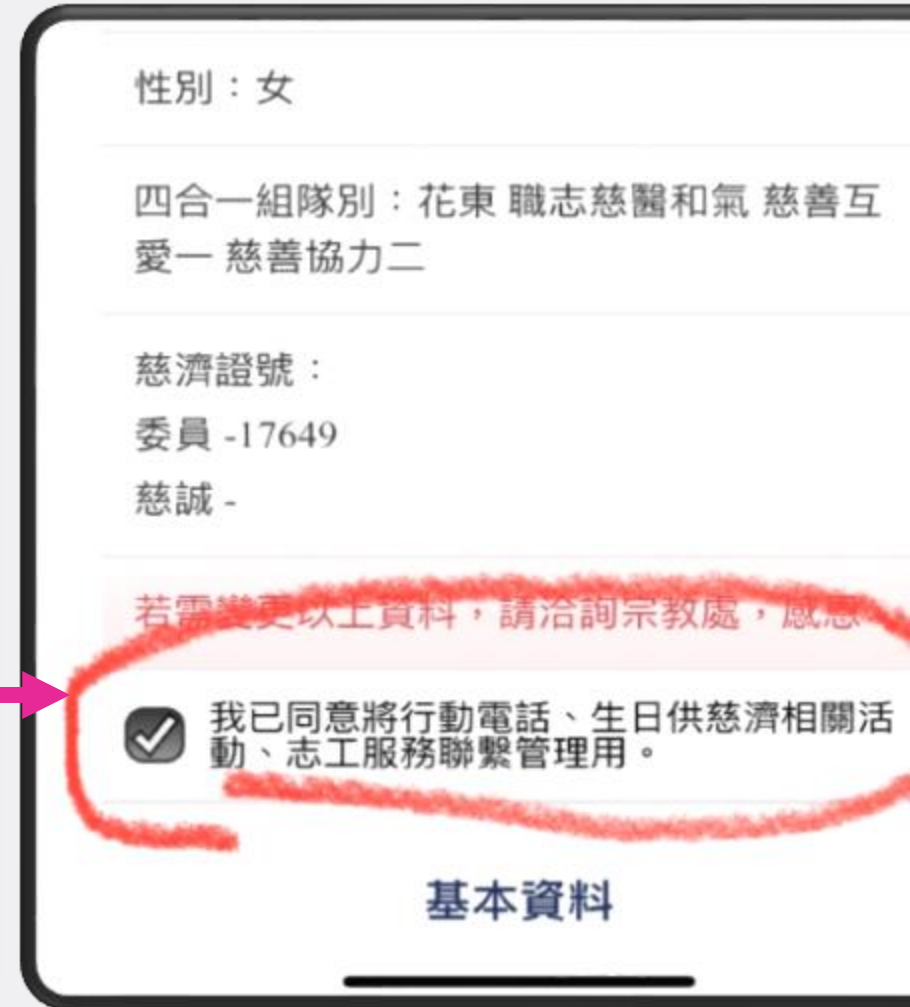 性別：女
四合一組隊別：花東 職志慈醫和氣 慈善互
愛一 慈善協力二
慈濟證號：
委員 -17649
慈誠 -
若需變更以上資料，請洽詢宗教處，感恩
我已同意將行動電話、生日供慈濟相關活
動、志工服務聯繫管理用。
基本資料